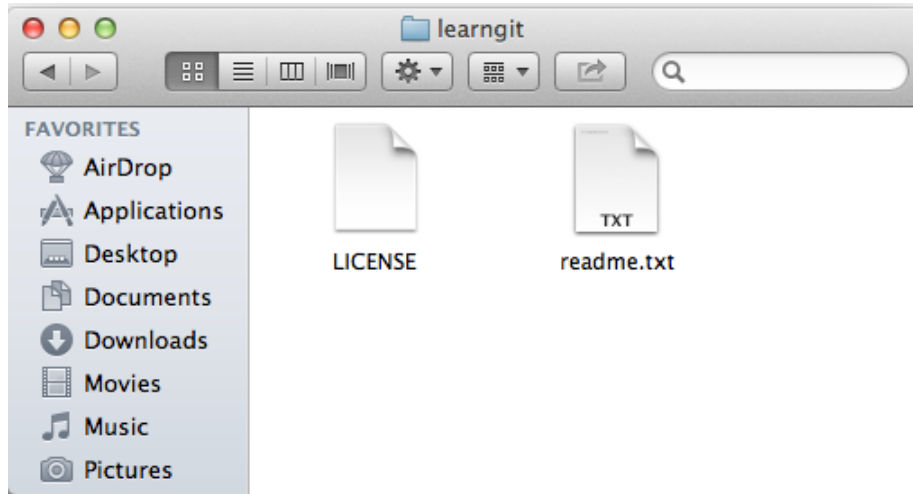 learngit
FAVORITES
AirDrop
Applications
Desktop
Documents
Downloads
Movies
Music
Pictures
TXT
LICENSE
readme.txt